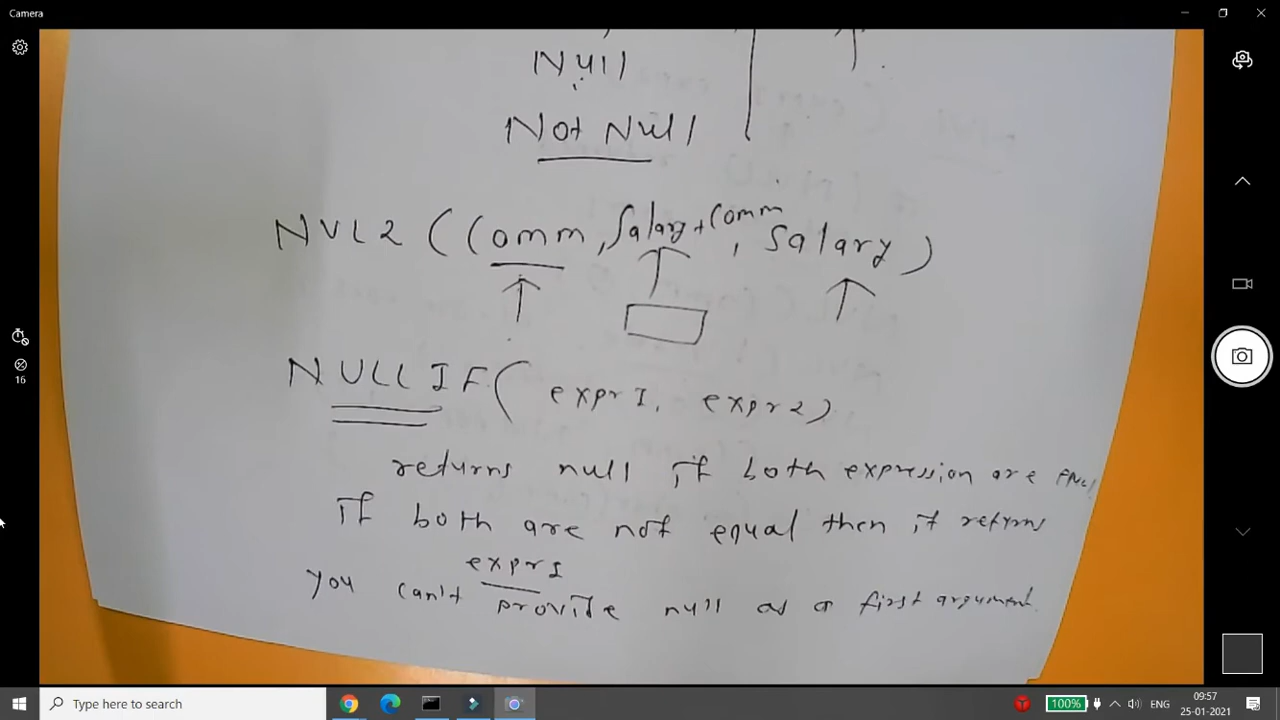 Camera
Null
Not Null
NVL2 (Comm, Salary+Comm, Salary)
NULLIF( expr1, expr2)
returns null if both expression are
if both are not equal then it returns
expr1
you can't provide null as a first argument.
16
Type here to search
100%
ENG
09:57
25-01-2021